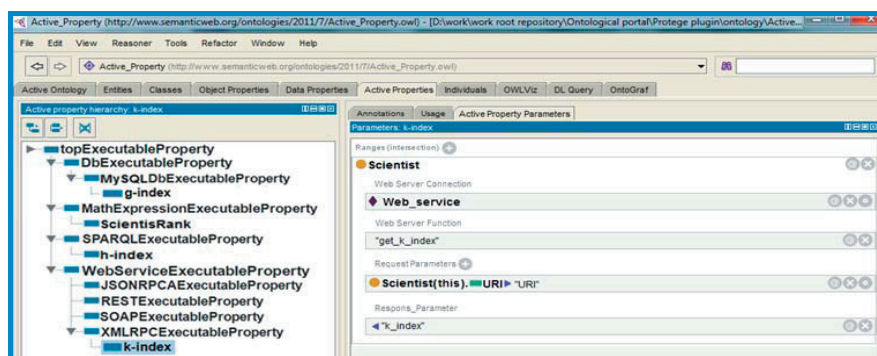 Active_Property (http://www.semanticweb.org/ontologies/2011/7/Active_Property.owl) - [D:\work\work root repository\Ontological portal\Protege plugin\ontology\Active...
File Edit View Reasoner Tools Refactor Window Help
Active_Property (http://www.semanticweb.org/ontologies/2011/7/Active_Property.owl)
Active Ontology Entities Classes Object Properties Data Properties Active Properties Individuals OWLViz DL Query OntoGraf
Active property hierarchy: k-index
topExecutableProperty
DbExecutableProperty
MySQLDbExecutableProperty
g-index
MathExpressionExecutableProperty
ScientisRank
SPARQLExecutableProperty
h-index
WebServiceExecutableProperty
JSONRPCAExecutableProperty
RESTExecutableProperty
SOAPExecutableProperty
XMLRPCExecutableProperty
k-index
Annotations Usage Active Property Parameters
Parameters: k-index
Ranges (intersection)
Scientist
Web Server Connection
Web_service
Web Server Function
"get_k_index"
Request Parameters
Scientist(this).URI "URI"
Respons_Parameter
"k_index"